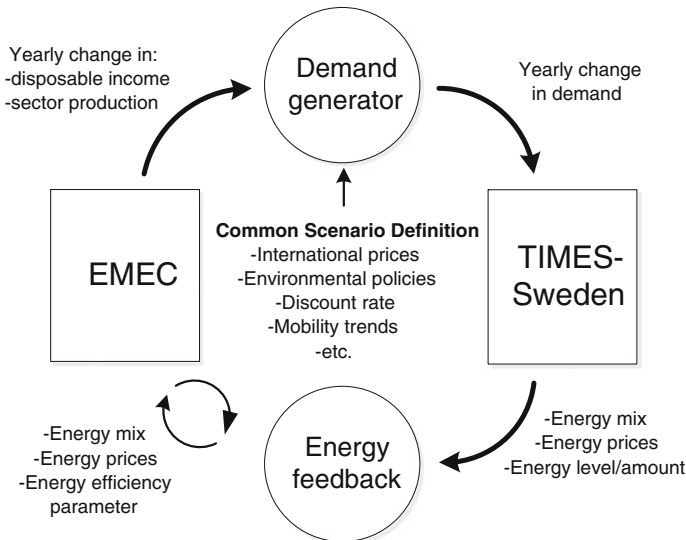 Yearly change in:
-disposable income
-sector production
Demand
generator
Yearly change
in demand
EMEC
Common Scenario Definition
-International prices
-Environmental policies
-Discount rate
-Mobility trends
-etc.
TIMES-
Sweden
-Energy mix
-Energy prices
-Energy efficiency
parameter
Energy
feedback
-Energy mix
-Energy prices
-Energy level/amount